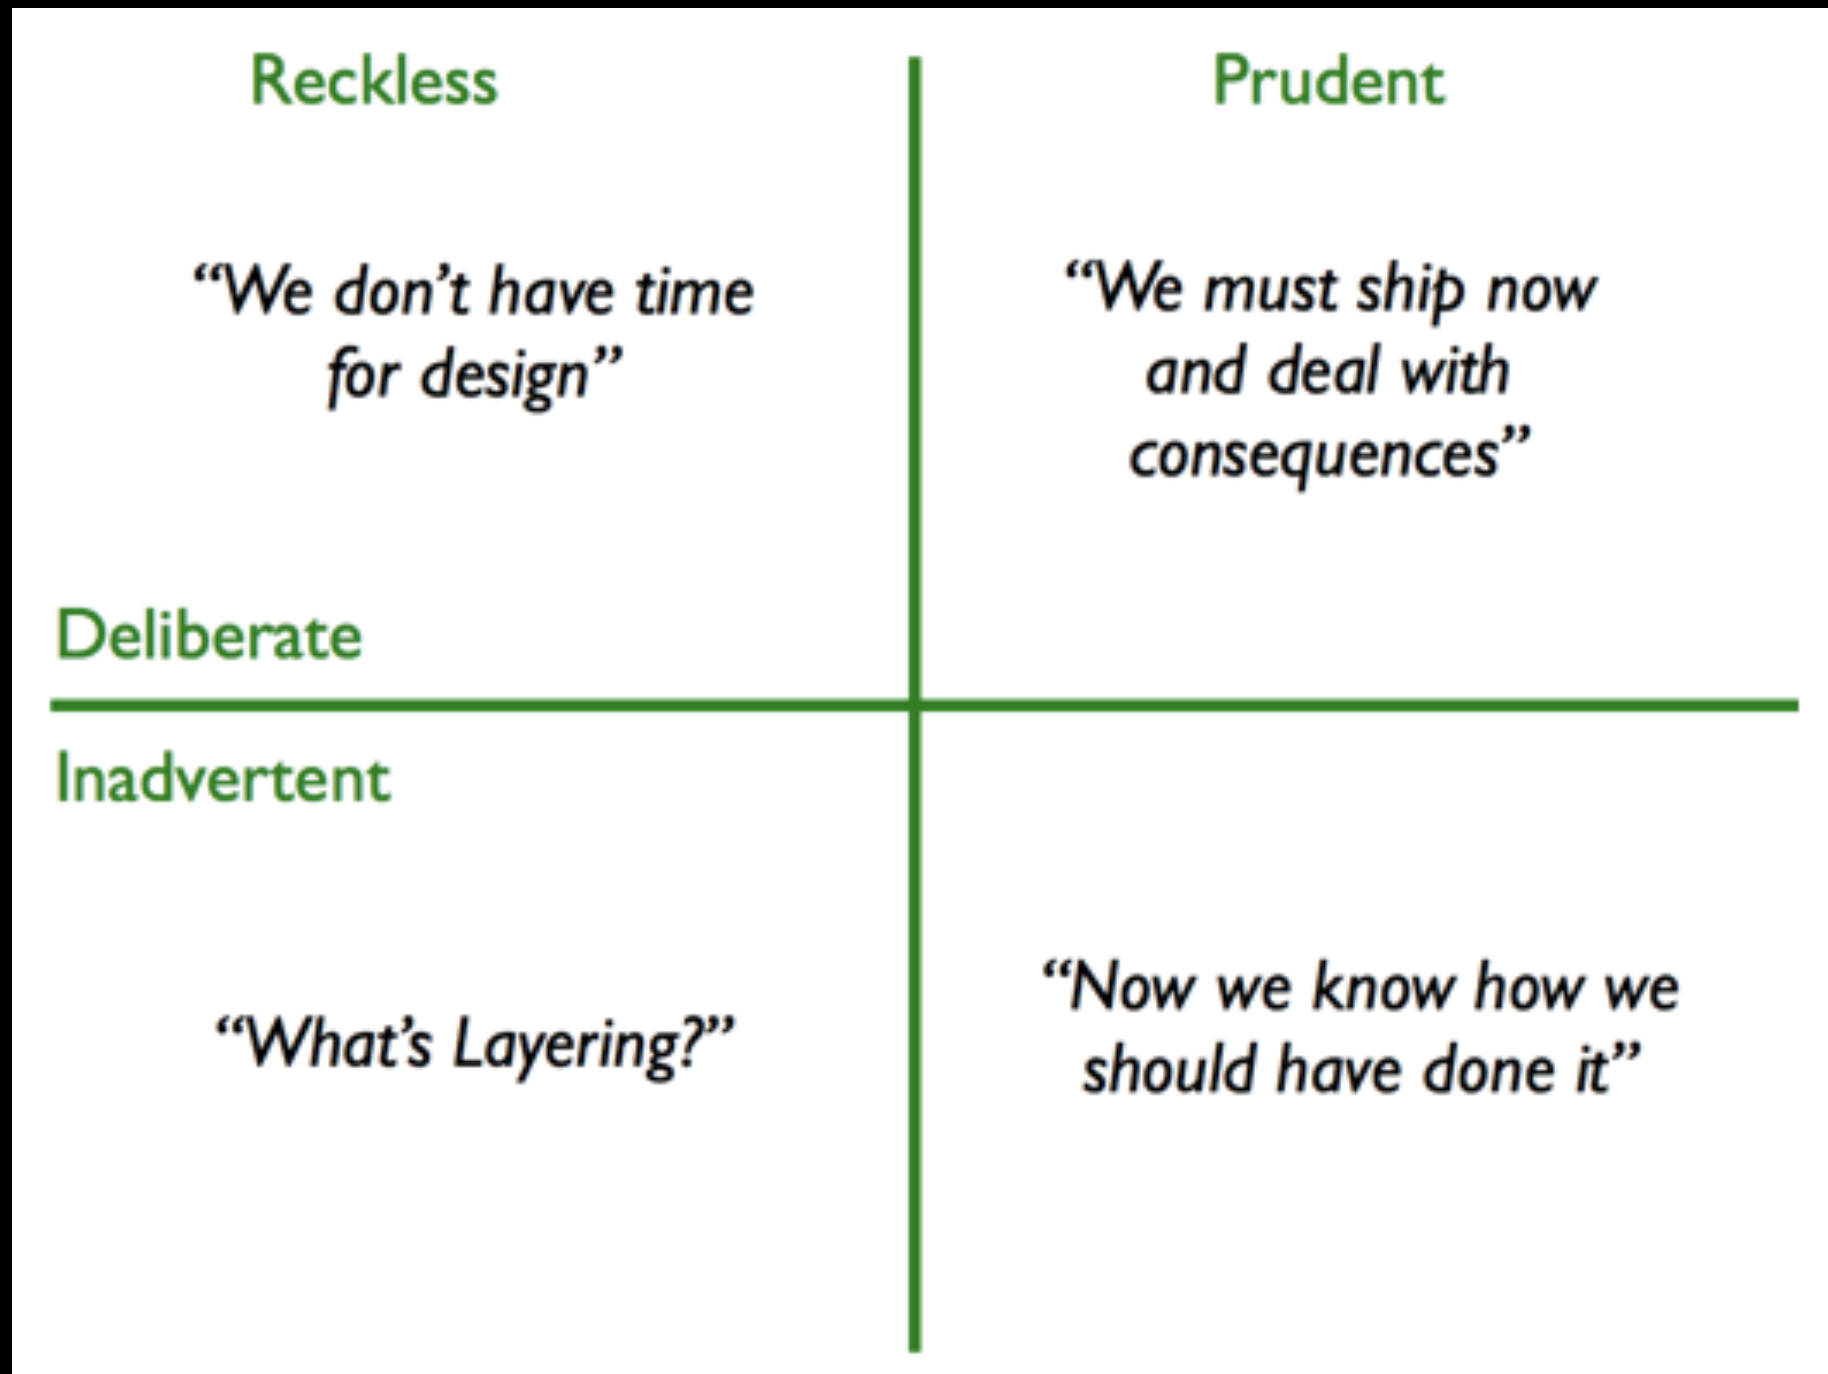 Reckless
Prudent
“We don’t have time
for design”
“We must ship now
and deal with
consequences”
Deliberate
Inadvertent
“What’s Layering?”
“Now we know how we
should have done it”